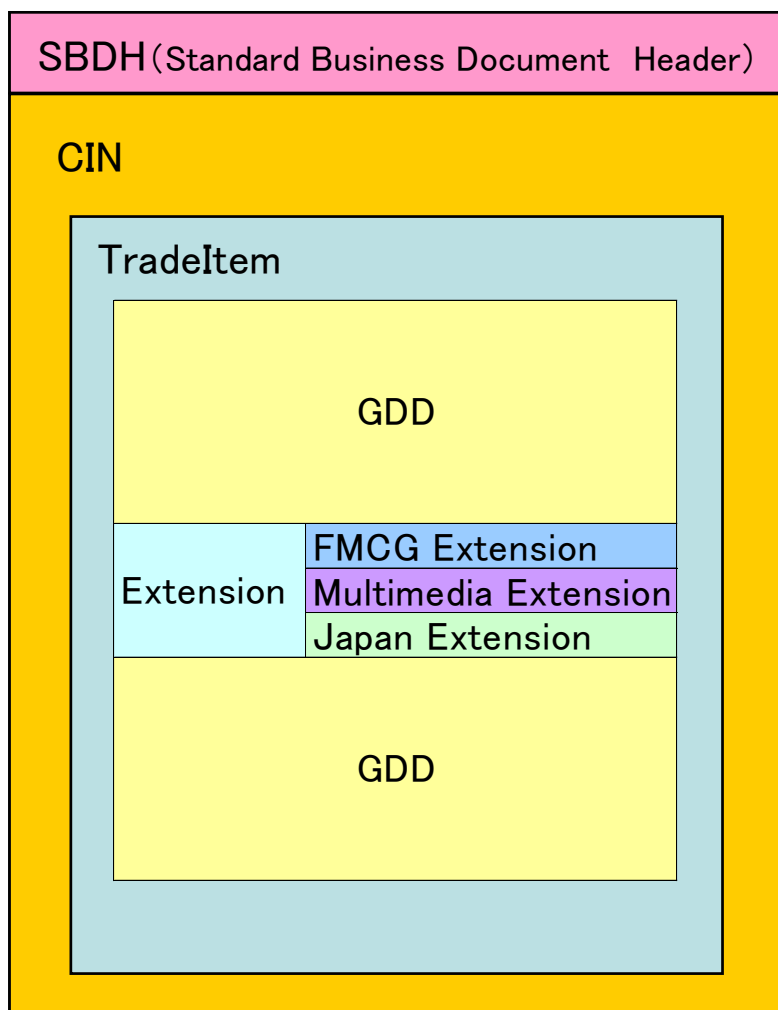 SBDH(Standard Business Document Header)
CIN
TradeItem
GDD
Extension
FMCG Extension
Multimedia Extension
Japan Extension
GDD